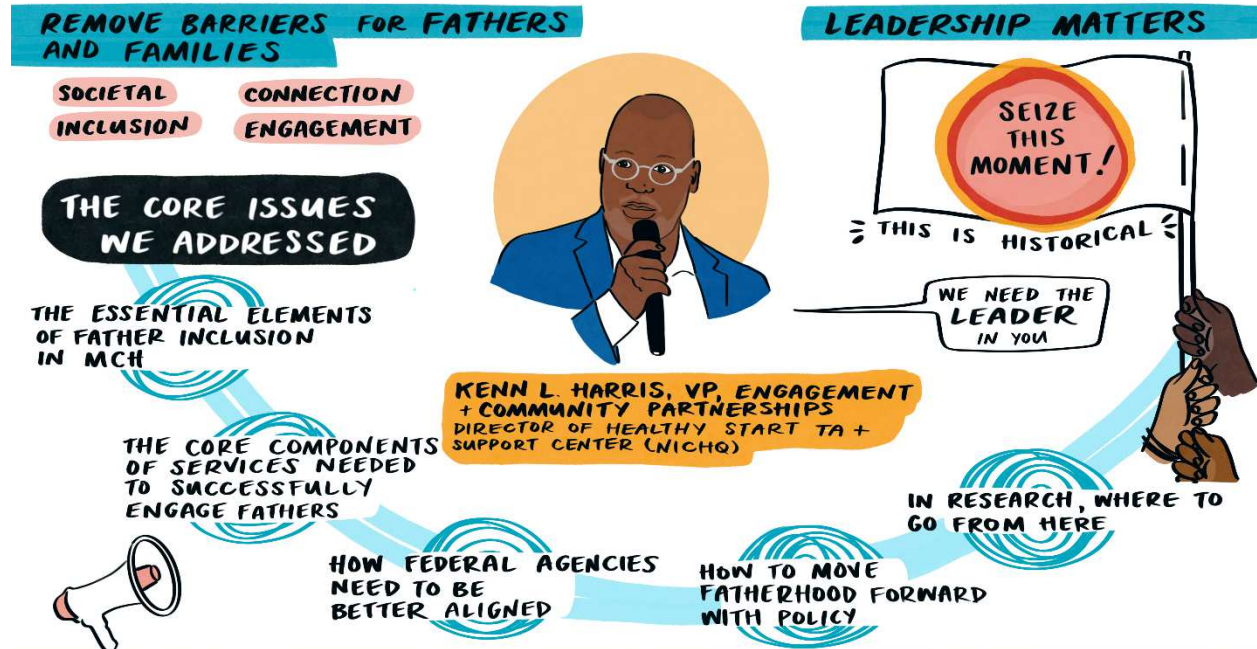 REMOVE BARRIERS FOR FATHERS
AND FAMILIES
SOCIETAL
CONNECTION
INCLUSION
ENGAGEMENT
THE CORE ISSUES
WE ADDRESSED
THE ESSENTIAL ELEMENTS
OF FATHER INCLUSION
IN MCH
THE CORE COMPONENTS
OF SERVICES NEEDED
TO SUCCESSFULLY
ENGAGE FATHERS
HOW FEDERAL AGENCIES
NEED TO BE
BETTER ALIGNED
HOW TO MOVE
FATHERHOOD FORWARD
WITH POLICY
IN RESEARCH, WHERE TO
GO FROM HERE
KENN L. HARRIS, VP, ENGAGEMENT
+ COMMUNITY PARTNERSHIPS
DIRECTOR OF HEALTHY START TA +
SUPPORT CENTER (NICHQ)
LEADERSHIP MATTERS
SEIZE
THIS
MOMENT!
THIS IS HISTORICAL
WE NEED THE
LEADER
IN YOU